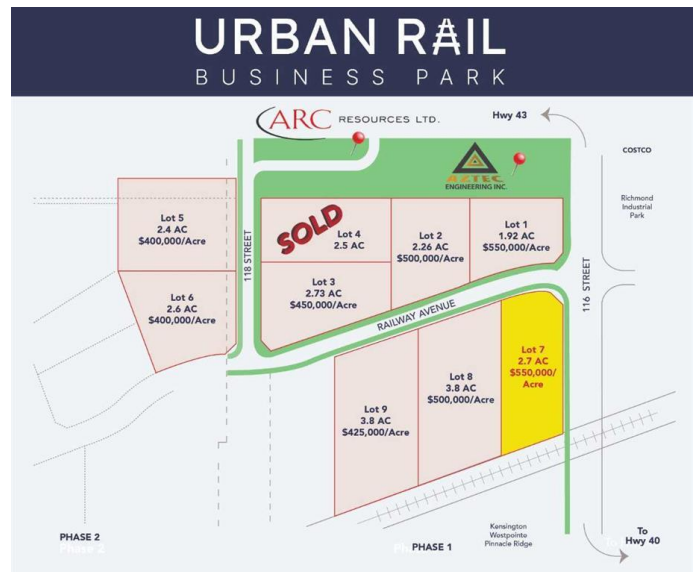 URBAN RAIL
BUSINESS PARK
ARC RESOURCES LTD.
Hwy 43
COSTCO
AZTEC
ENGINEERING INC.
Richmond
Industrial
Park
Lot 5
2.4 AC
$400,000/Acre
118 STREET
SOLD
Lot 4
2.5 AC
Lot 2
2.26 AC
$500,000/Acre
Lot 1
1.92 AC
$550,000/Acre
Lot 6
2.6 AC
$400,000/Acre
Lot 3
2.73 AC
$450,000/Acre
116 STREET
RAILWAY AVENUE
Lot 7
2.7 AC
$550,000/
Acre
Lot 8
3.8 AC
$500,000/Acre
Lot 9
3.8 AC
$425,000/Acre
PHASE 2
Phase 2
PHASE 1
Kensington
Westpointe
Pinnacle Ridge
To
Hwy 40